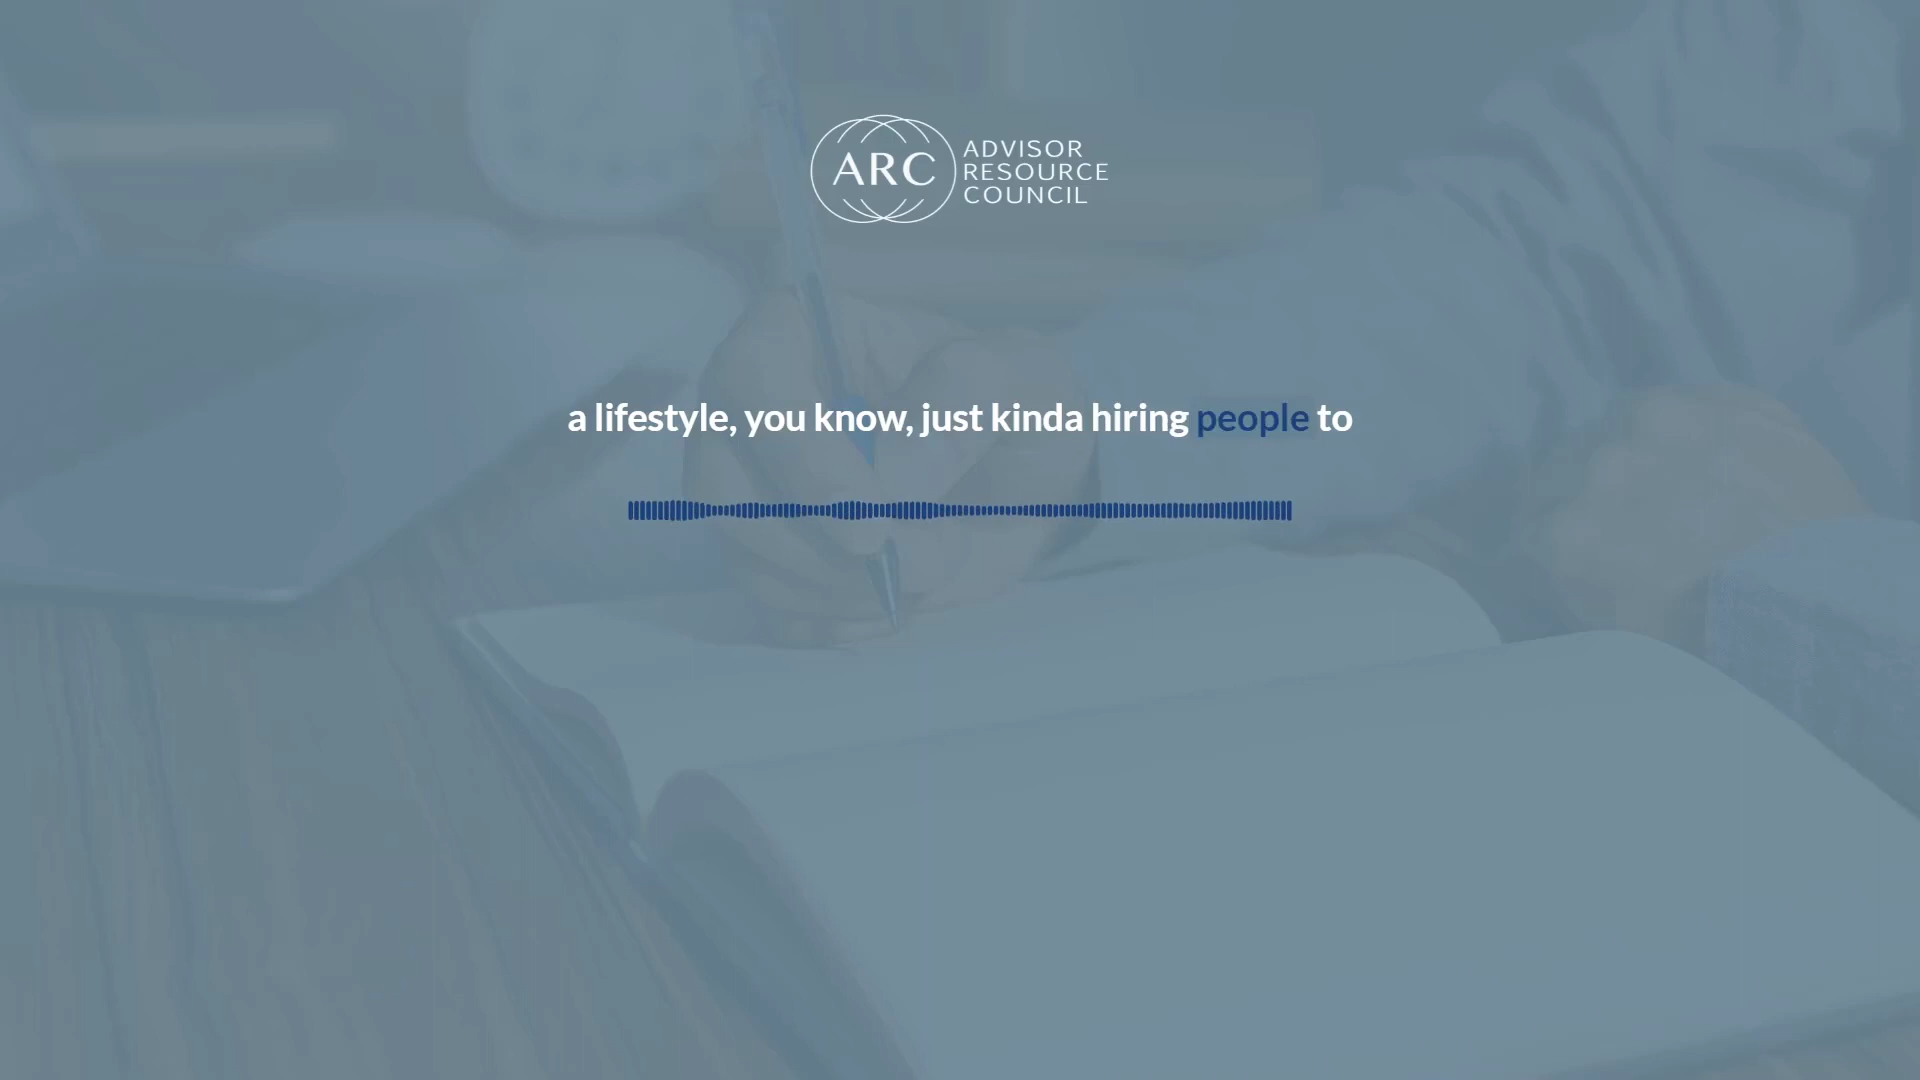 ARC
ADVISOR
RESOURCE
COUNCIL
a lifestyle, you know, just kinda hiring people to